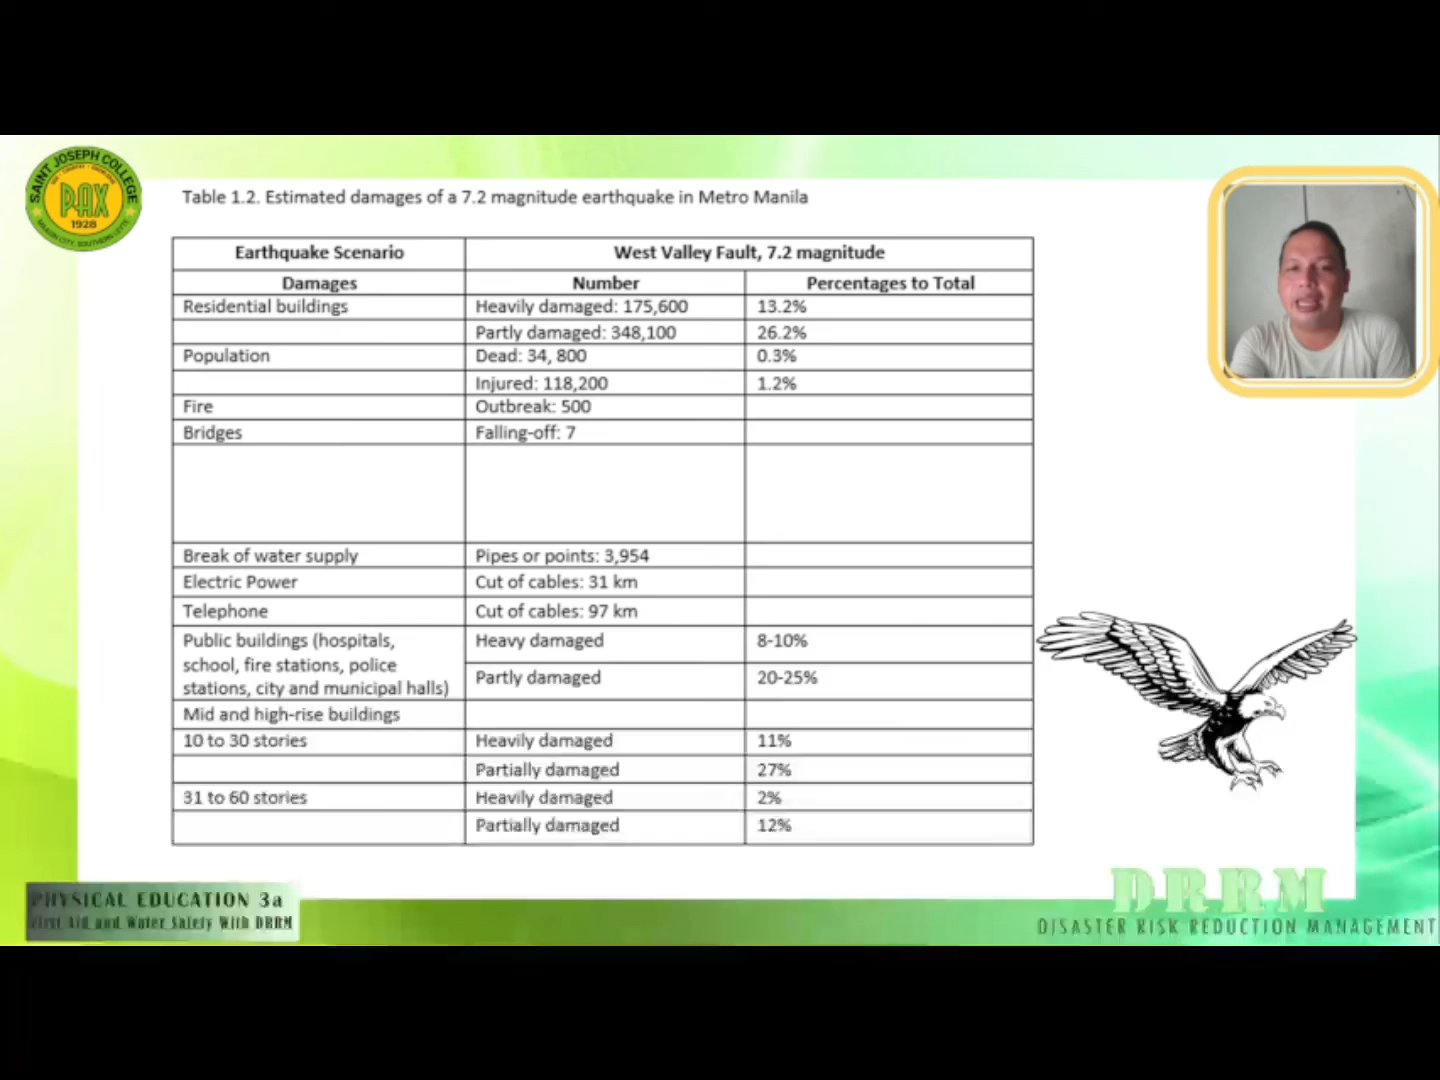 SAINT JOSEPH COLLEGE
PAX
1928
MAASIN CITY, SOUTHERN LEYTE
Table 1.2. Estimated damages of a 7.2 magnitude earthquake in Metro Manila
Earthquake Scenario West Valley Fault, 7.2 magnitude
Damages Number Percentages to Total
Residential buildings Heavily damaged: 175,600 13.2%
Partly damaged: 348,100 26.2%
Population Dead: 34, 800 0.3%
Injured: 118,200 1.2%
Fire Outbreak: 500
Bridges Falling-off: 7
Break of water supply Pipes or points: 3,954
Electric Power Cut of cables: 31 km
Telephone Cut of cables: 97 km
Public buildings (hospitals, Heavy damaged 8-10%
school, fire stations, police
stations, city and municipal halls) Partly damaged 20-25%
Mid and high-rise buildings
10 to 30 stories Heavily damaged 11%
Partially damaged 27%
31 to 60 stories Heavily damaged 2%
Partially damaged 12%
PHYSICAL EDUCATION 3a
First Aid and Water Safety With DRRM
DRRM
DISASTER RISK REDUCTION MANAGEMENT